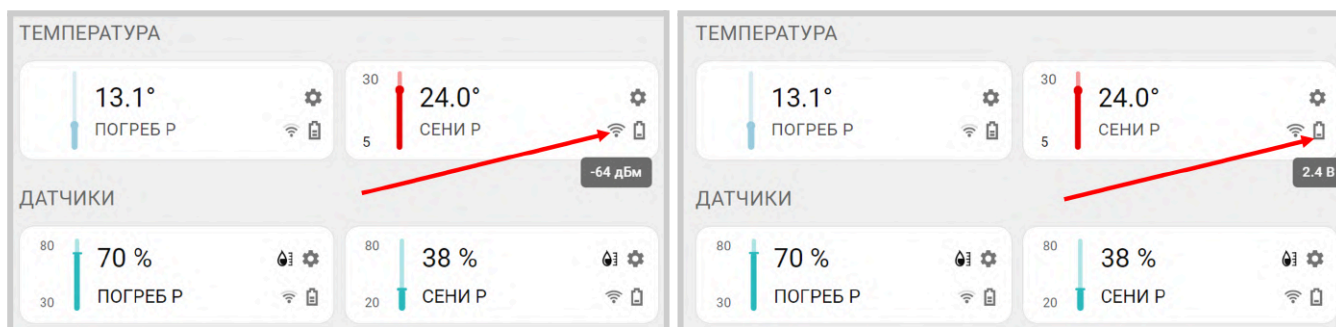 ТЕМПЕРАТУРА
13.1°
ПОГРЕБ Р
30
24.0°
СЕНИ Р
5
-64 дБм
ДАТЧИКИ
80
70 %
30
ПОГРЕБ Р
80
38 %
20
СЕНИ Р
ТЕМПЕРАТУРА
13.1°
ПОГРЕБ Р
30
24.0°
СЕНИ Р
5
2.4 В
ДАТЧИКИ
80
70 %
30
ПОГРЕБ Р
80
38 %
20
СЕНИ Р